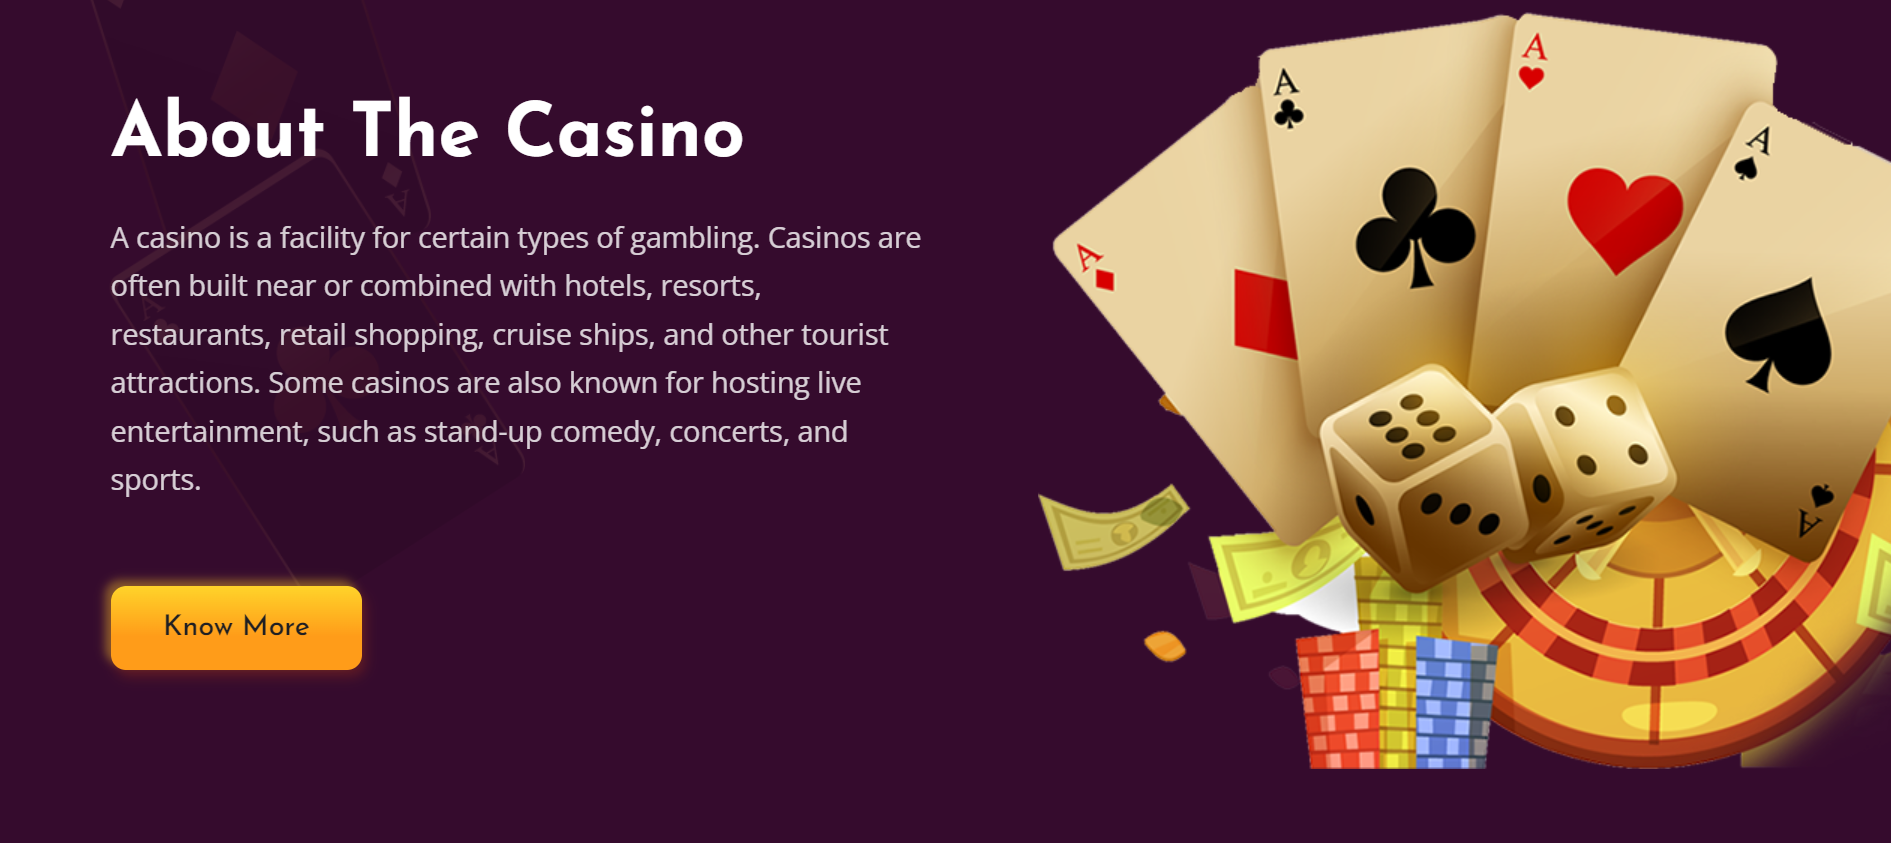 About The Casino
A casino is a facility for certain types of gambling. Casinos are
often built near or combined with hotels, resorts,
restaurants, retail shopping, cruise ships, and other tourist
attractions. Some casinos are also known for hosting live
entertainment, such as stand-up comedy, concerts, and
sports.
Know More
A
A
A
A
A